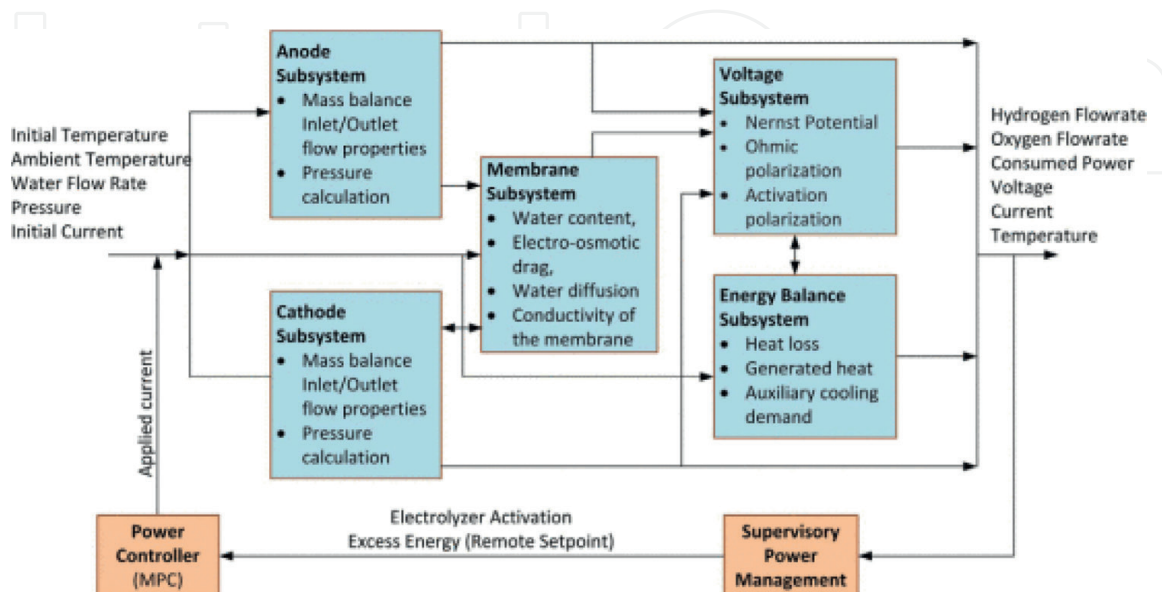 Initial Temperature
Ambient Temperature
Water Flow Rate
Pressure
Initial Current
Anode
Subsystem
• Mass balance
Inlet/Outlet
flow properties
• Pressure
calculation
Cathode
Subsystem
• Mass balance
Inlet/Outlet
flow properties
• Pressure
calculation
Membrane
Subsystem
• Water content,
• Electro-osmotic
drag,
• Water diffusion
• Conductivity of
the membrane
Voltage
Subsystem
• Nernst Potential
• Ohmic
polarization
• Activation
polarization
Energy Balance
Subsystem
• Heat loss
• Generated heat
• Auxiliary cooling
demand
Hydrogen Flowrate
Oxygen Flowrate
Consumed Power
Voltage
Current
Temperature
Applied current
Power
Controller
(MPC)
Electrolyzer Activation
Excess Energy (Remote Setpoint)
Supervisory
Power
Management